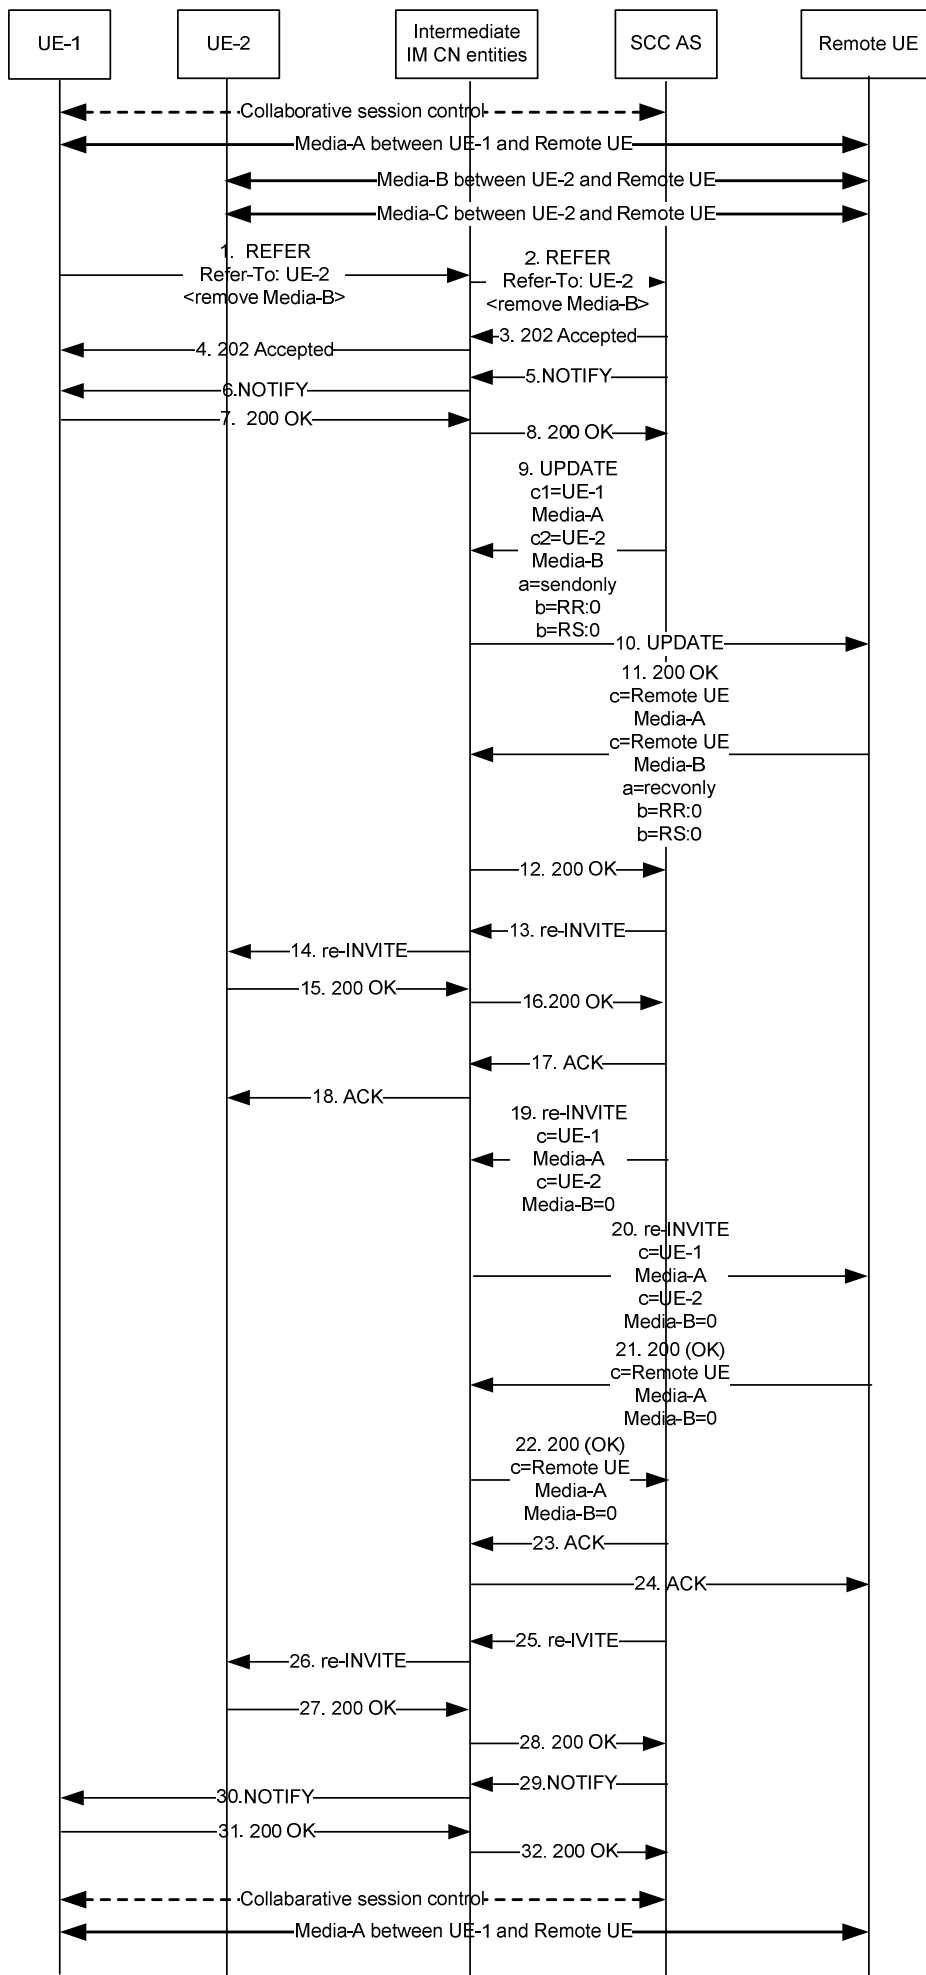 UE-1
UE-2
Intermediate
IM CN entities
SCC AS
Remote UE
Collaborative session control
Media-A between UE-1 and Remote UE
Media-B between UE-2 and Remote UE
Media-C between UE-2 and Remote UE
1. REFER
Refer-To: UE-2
<remove Media-B>
2. REFER
Refer-To: UE-2
<remove Media-B>
3. 202 Accepted
4. 202 Accepted
5.NOTIFY
6.NOTIFY
7. 200 OK
8. 200 OK
9. UPDATE
c1=UE-1
Media-A
c2=UE-2
Media-B
a=sendonly
b=RR:0
b=RS:0
10. UPDATE
11. 200 OK
c=Remote UE
Media-A
c=Remote UE
Media-B
a=recvonly
b=RR:0
b=RS:0
12. 200 OK
13. re-INVITE
14. re-INVITE
15. 200 OK
16.200 OK
17. ACK
18. ACK
19. re-INVITE
c=UE-1
Media-A
c=UE-2
Media-B=0
20. re-INVITE
c=UE-1
Media-A
c=UE-2
Media-B=0
21. 200 (OK)
c=Remote UE
Media-A
Media-B=0
22. 200 (OK)
c=Remote UE
Media-A
Media-B=0
23. ACK
24. ACK
25. re-IVITE
26. re-INVITE
27. 200 OK
28. 200 OK
29.NOTIFY
30.NOTIFY
31. 200 OK
32. 200 OK
Collabarative session control
Media-A between UE-1 and Remote UE